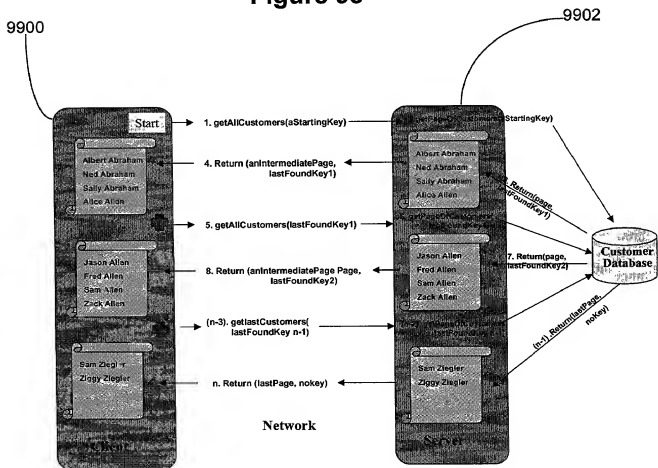 9900
9902
Start
1. getAllCustomers(aStartingKey)
StartingKey)
Albert Abraham
Ned Abraham
Sally Abraham
Alice Allen
4. Return (anIntermediatePage,
lastFoundKey1)
Albert Abraham
Ned Abraham
Sally Abraham
Alice Allen
Return(page,
lastFoundKey1)
5. getAllCustomers(lastFoundKey1)
Jason Allen
Fred Allen
Sam Allen
Zack Allen
8. Return (anIntermediatePage Page,
lastFoundKey2)
Jason Allen
Fred Allen
Sam Allen
Zack Allen
7. Return(page,
lastFoundKey2)
Customer
Database
(n-3). getlastCustomers(
lastFoundKey n-1)
(n-1). Return(lastPage,
noKey)
Sam Ziegler
Ziggy Ziegler
n. Return (lastPage, nokey)
Sam Ziegler
Ziggy Ziegler
Network
Client
Server